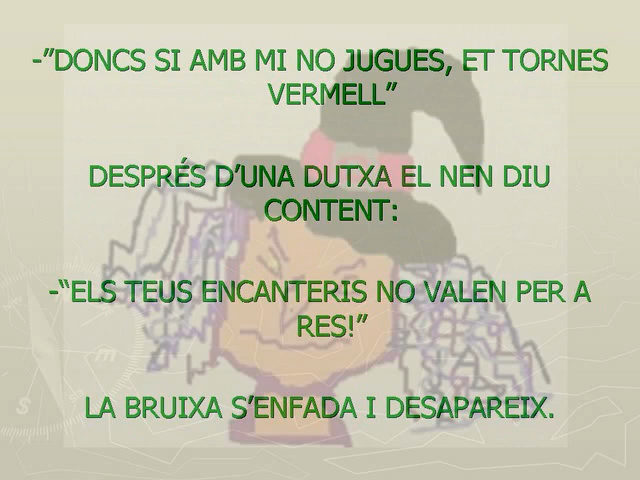 -”DONCS SI AMB MI NO JUGUES, ET TORNES
VERMELL”
DESPRÉS D’UNA DUTXA EL NEN DIU
CONTENT:
-“ELS TEUS ENCANTERIS NO VALEN PER A
RES!”
LA BRUIXA S’ENFADA I DESAPAREIX.
m
S